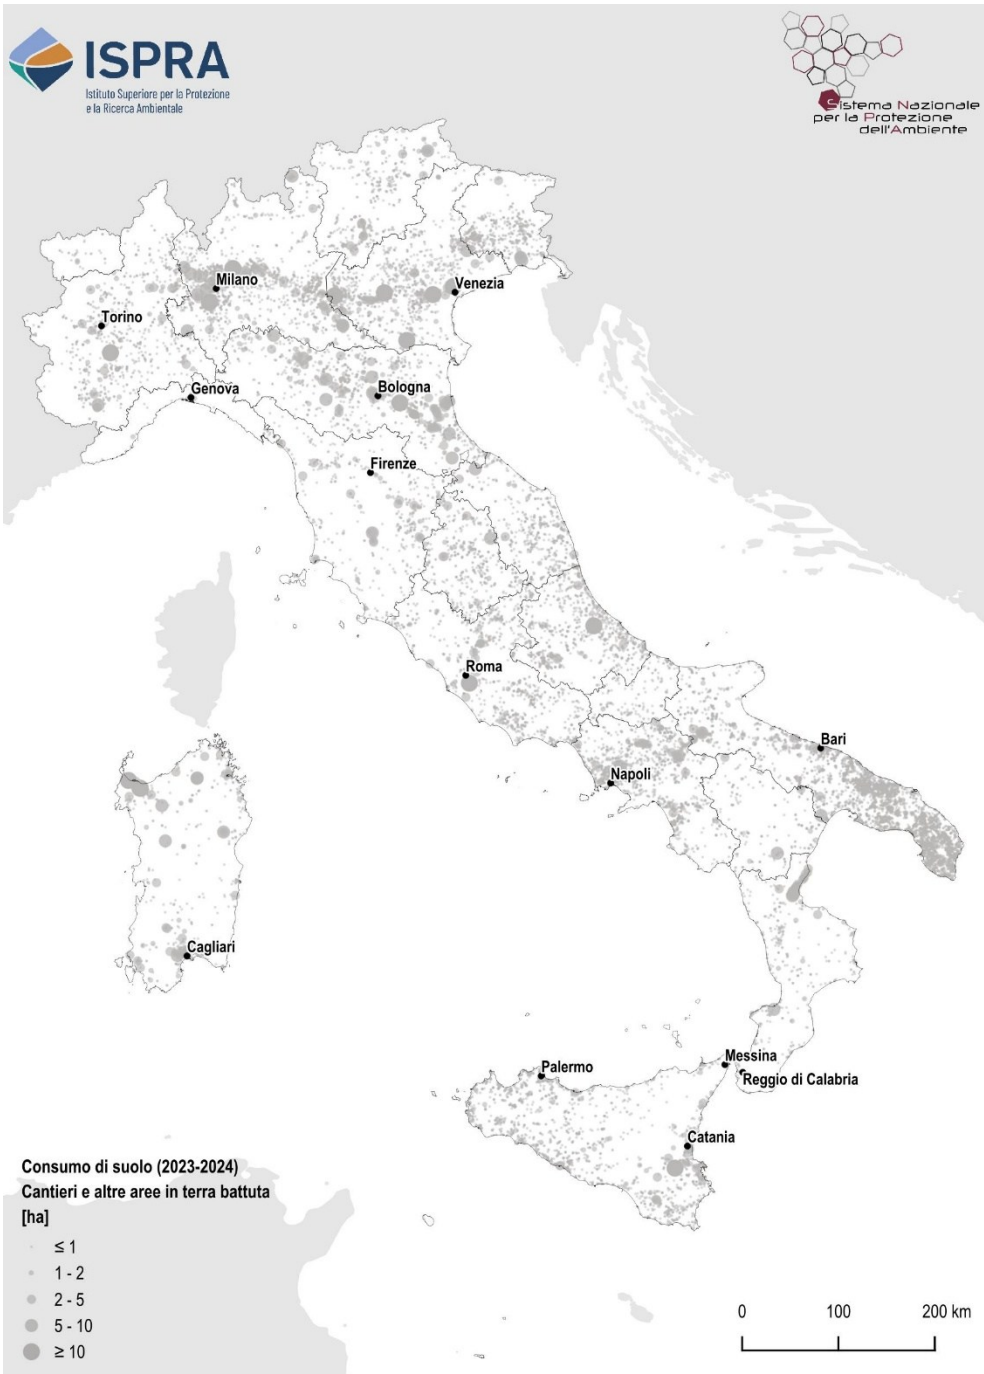 ISPRA
Istituto Superiore per la Protezione
e la Ricerca Ambientale
Sistema Nazionale
per la Protezione
dell'Ambiente
Milano
Venezia
Torino
Genova
Bologna
Firenze
Roma
Bari
Napoli
Cagliari
Messina
Palermo
Reggio di Calabria
Catania
Consumo di suolo (2023-2024)
Cantieri e altre aree in terra battuta
[ha]
≤ 1
1 - 2
2 - 5
5 - 10
≥ 10
0 100 200 km